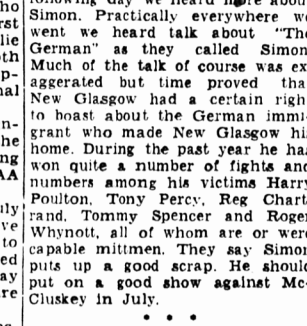 following day we heard more about
Simon. Practically everywhere we
went we heard talk about "The
German" as they called Simon.
Much of the talk of course was ex-
aggerated but time proved that
New Glasgow had a certain right
to boast about the German immi-
grant who made New Glasgow his
home. During the past year he has
won quite a number of fights and
numbers among his victims Harry
Poulton, Tony Percy, Reg Chart-
rand, Tommy Spencer and Roger
Whynott, all of whom are or were
capable mittmen. They say Simon
puts up a good scrap. He should
put on a good show against Mc-
Cluskey in July.
* * *